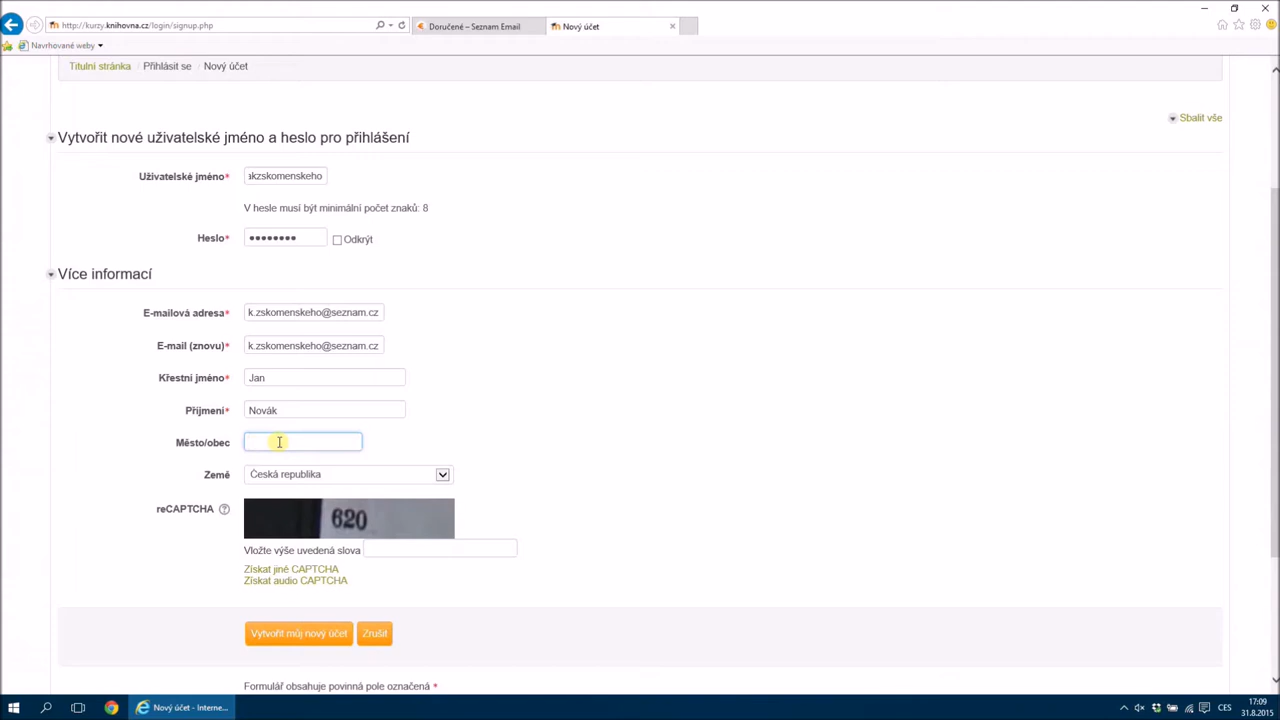 http://kurzy.knihovna.cz/login/signup.php
Doručené – Seznam Email
Nový účet
Navrhované weby
Titulní stránka / Přihlásit se / Nový účet
Sbalit vše
Vytvořit nové uživatelské jméno a heslo pro přihlášení
Uživatelské jméno* akzskomenskeho
V hesle musí být minimální počet znaků: 8
Heslo* •••••••• Odkrýt
Více informací
E-mailová adresa* k.zskomenskeho@seznam.cz
E-mail (znovu)* k.zskomenskeho@seznam.cz
Křestní jméno* Jan
Příjmení* Novák
Město/obec
Země Česká republika
reCAPTCHA
620
Vložte výše uvedená slova
Získat jiné CAPTCHA
Získat audio CAPTCHA
Vytvořit můj nový účet Zrušit
Formulář obsahuje povinná pole označená *
Nový účet - Interne...
CES
17:09
31.8.2015